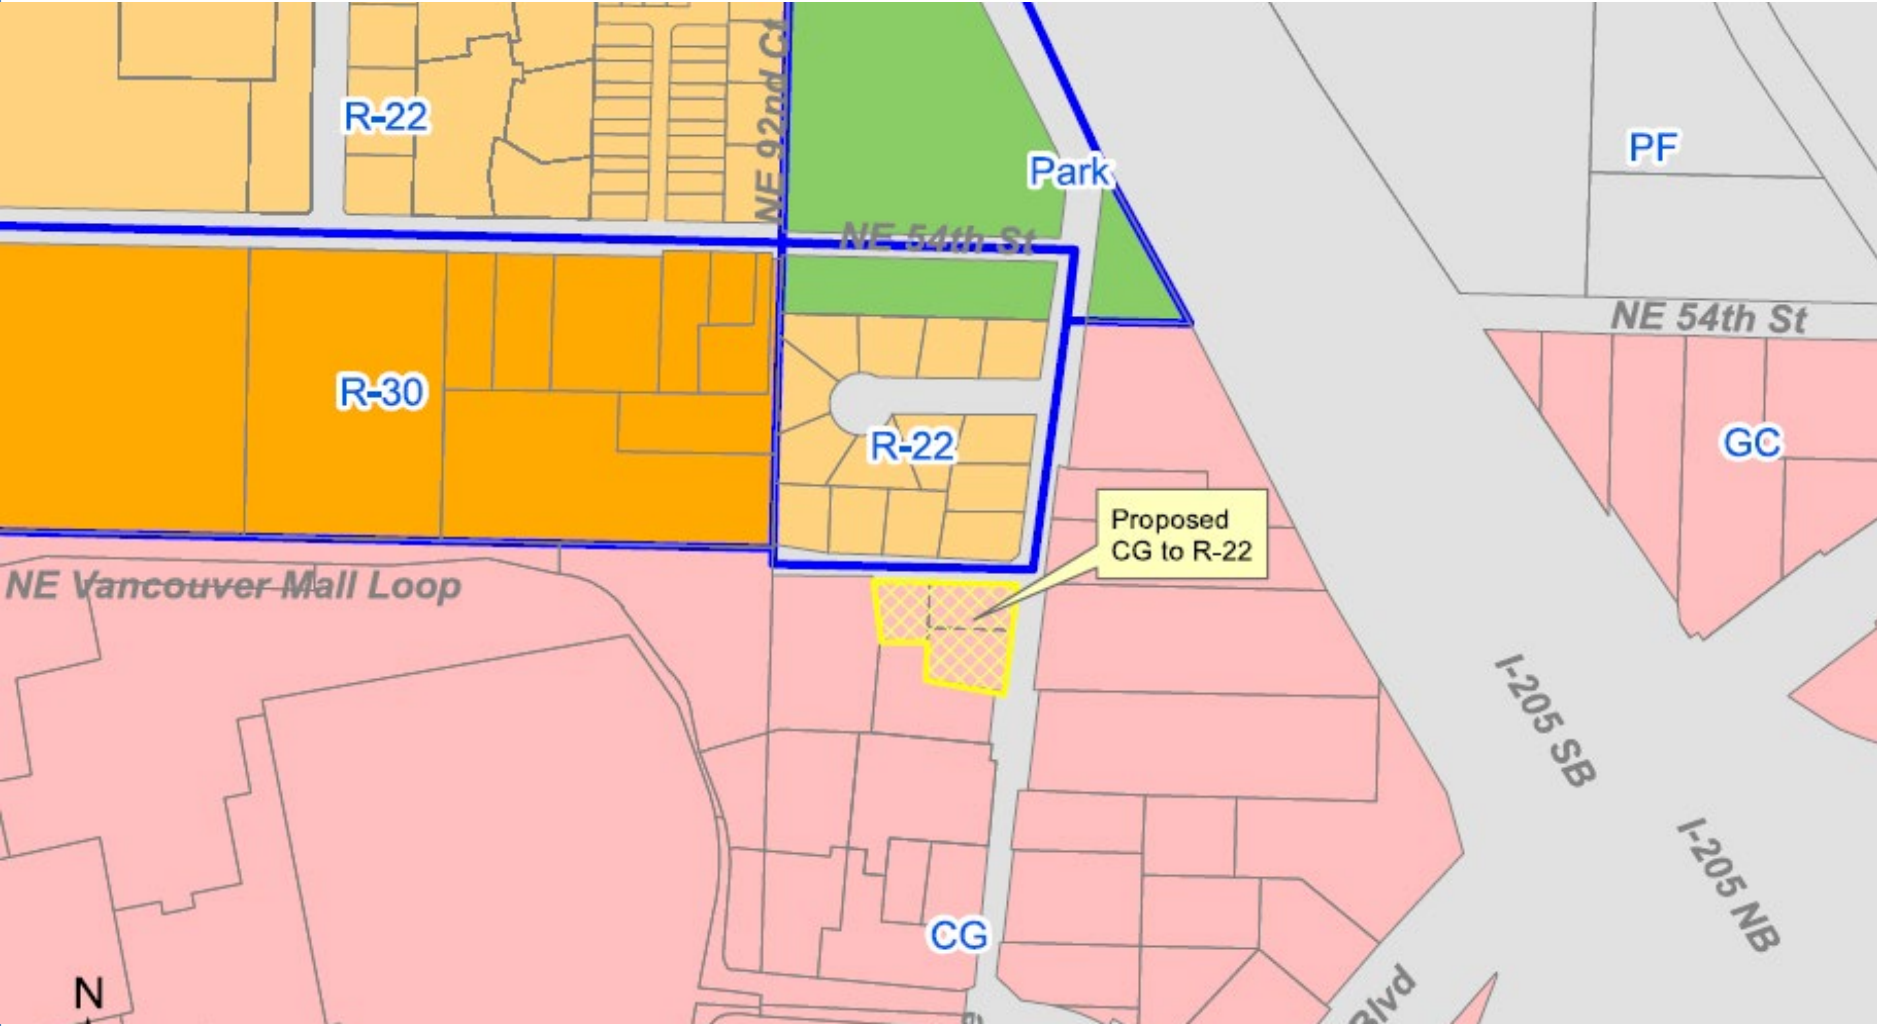 R-22
NE 92nd Ct
Park
PF
NE 54th St
NE 54th St
R-30
R-22
GC
Proposed
CG to R-22
NE Vancouver Mall Loop
I-205 SB
I-205 NB
CG
N
Blvd